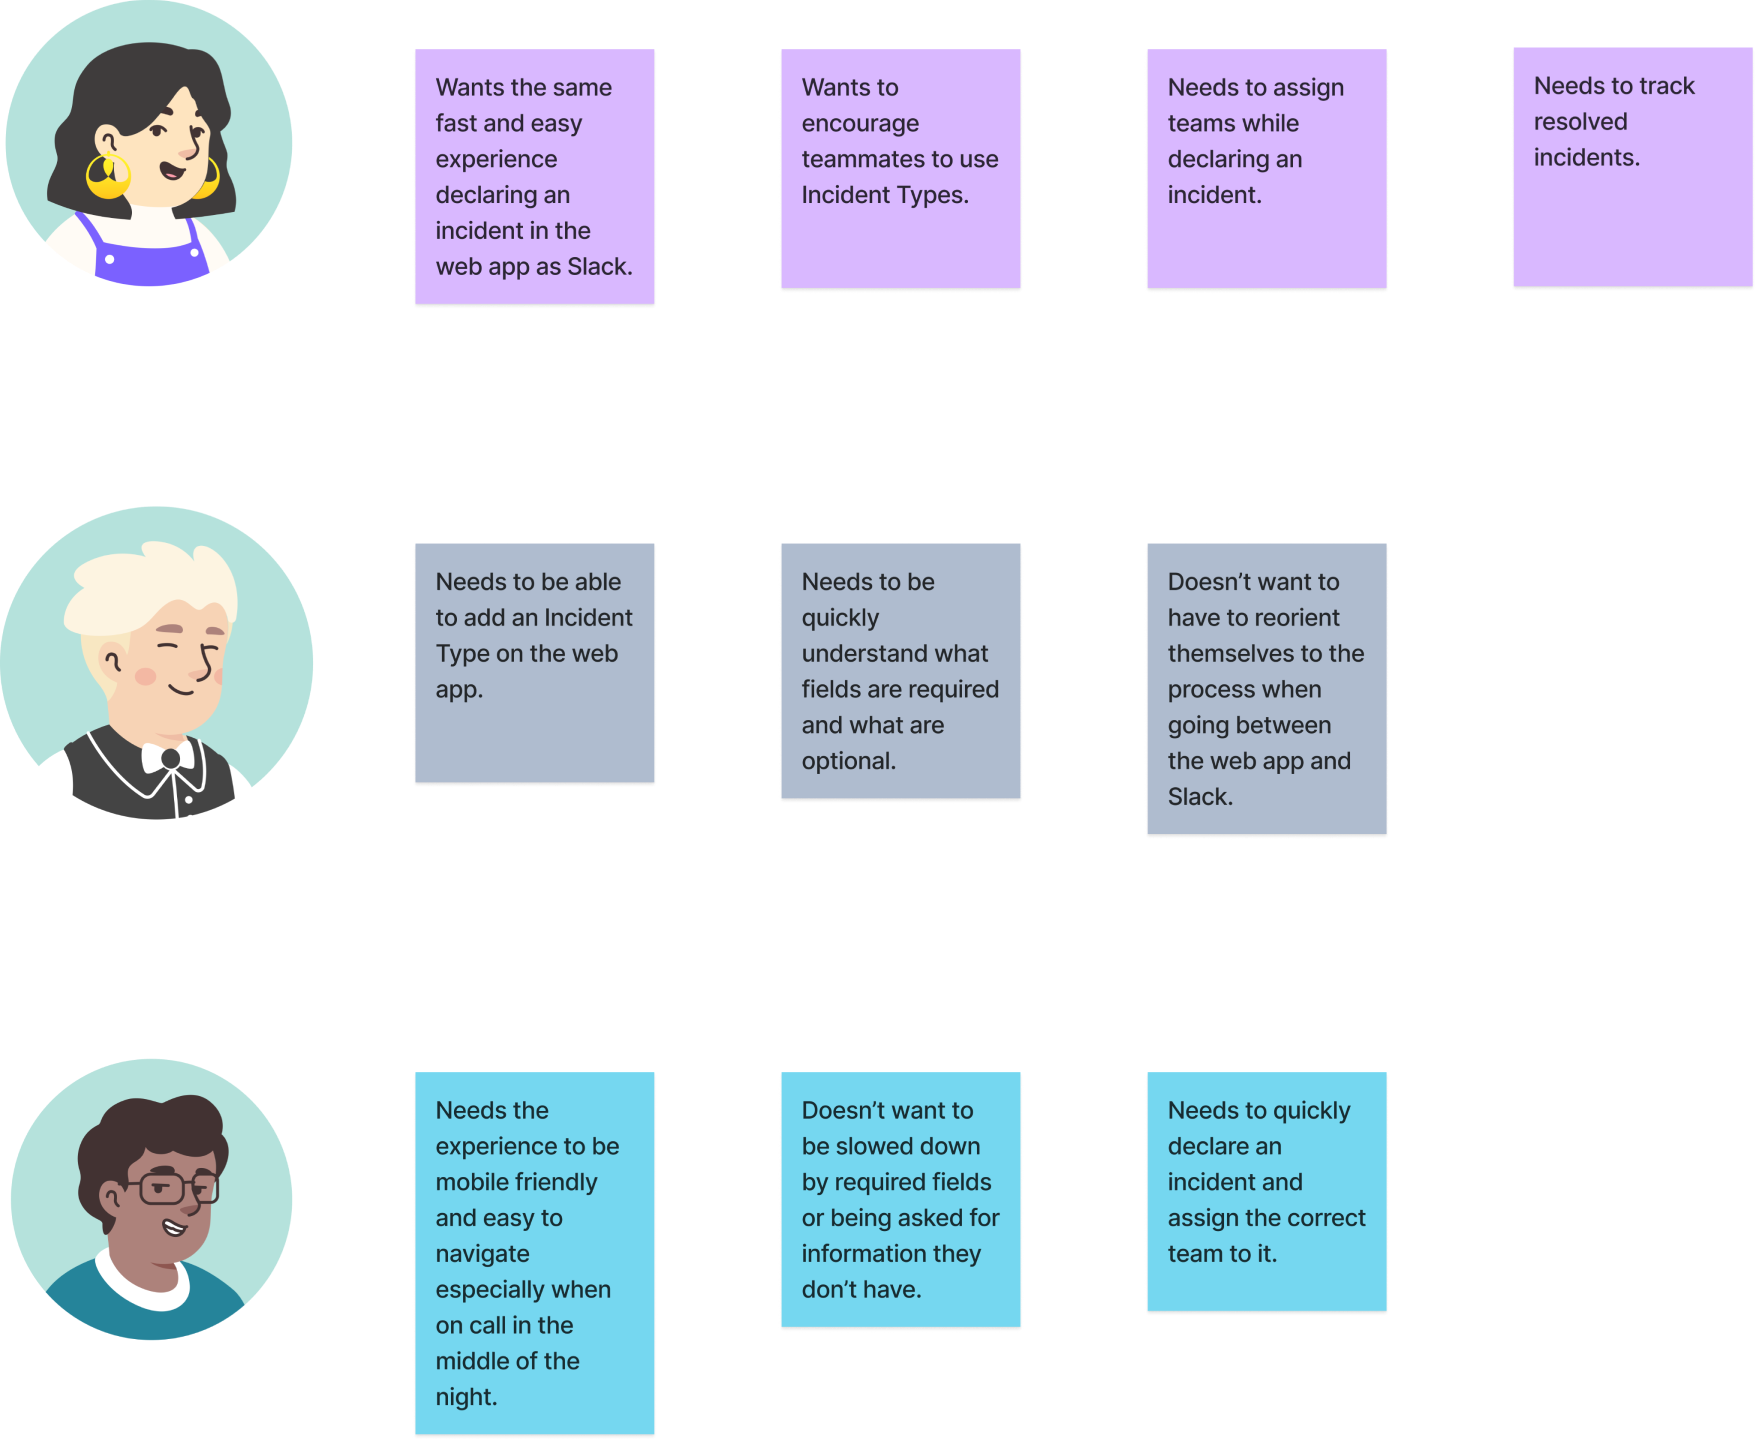 Wants the same
fast and easy
experience
declaring an
incident in the
web app as Slack.
Wants to
encourage
teammates to use
Incident Types.
Needs to assign
teams while
declaring an
incident.
Needs to track
resolved
incidents.
Needs to be able
to add an Incident
Type on the web
app.
Needs to be
quickly
understand what
fields are required
and what are
optional.
Doesn’t want to
have to reorient
themselves to the
process when
going between
the web app and
Slack.
Needs the
experience to be
mobile friendly
and easy to
navigate
especially when
on call in the
middle of the
night.
Doesn’t want to
be slowed down
by required fields
or being asked for
information they
don’t have.
Needs to quickly
declare an
incident and
assign the correct
team to it.